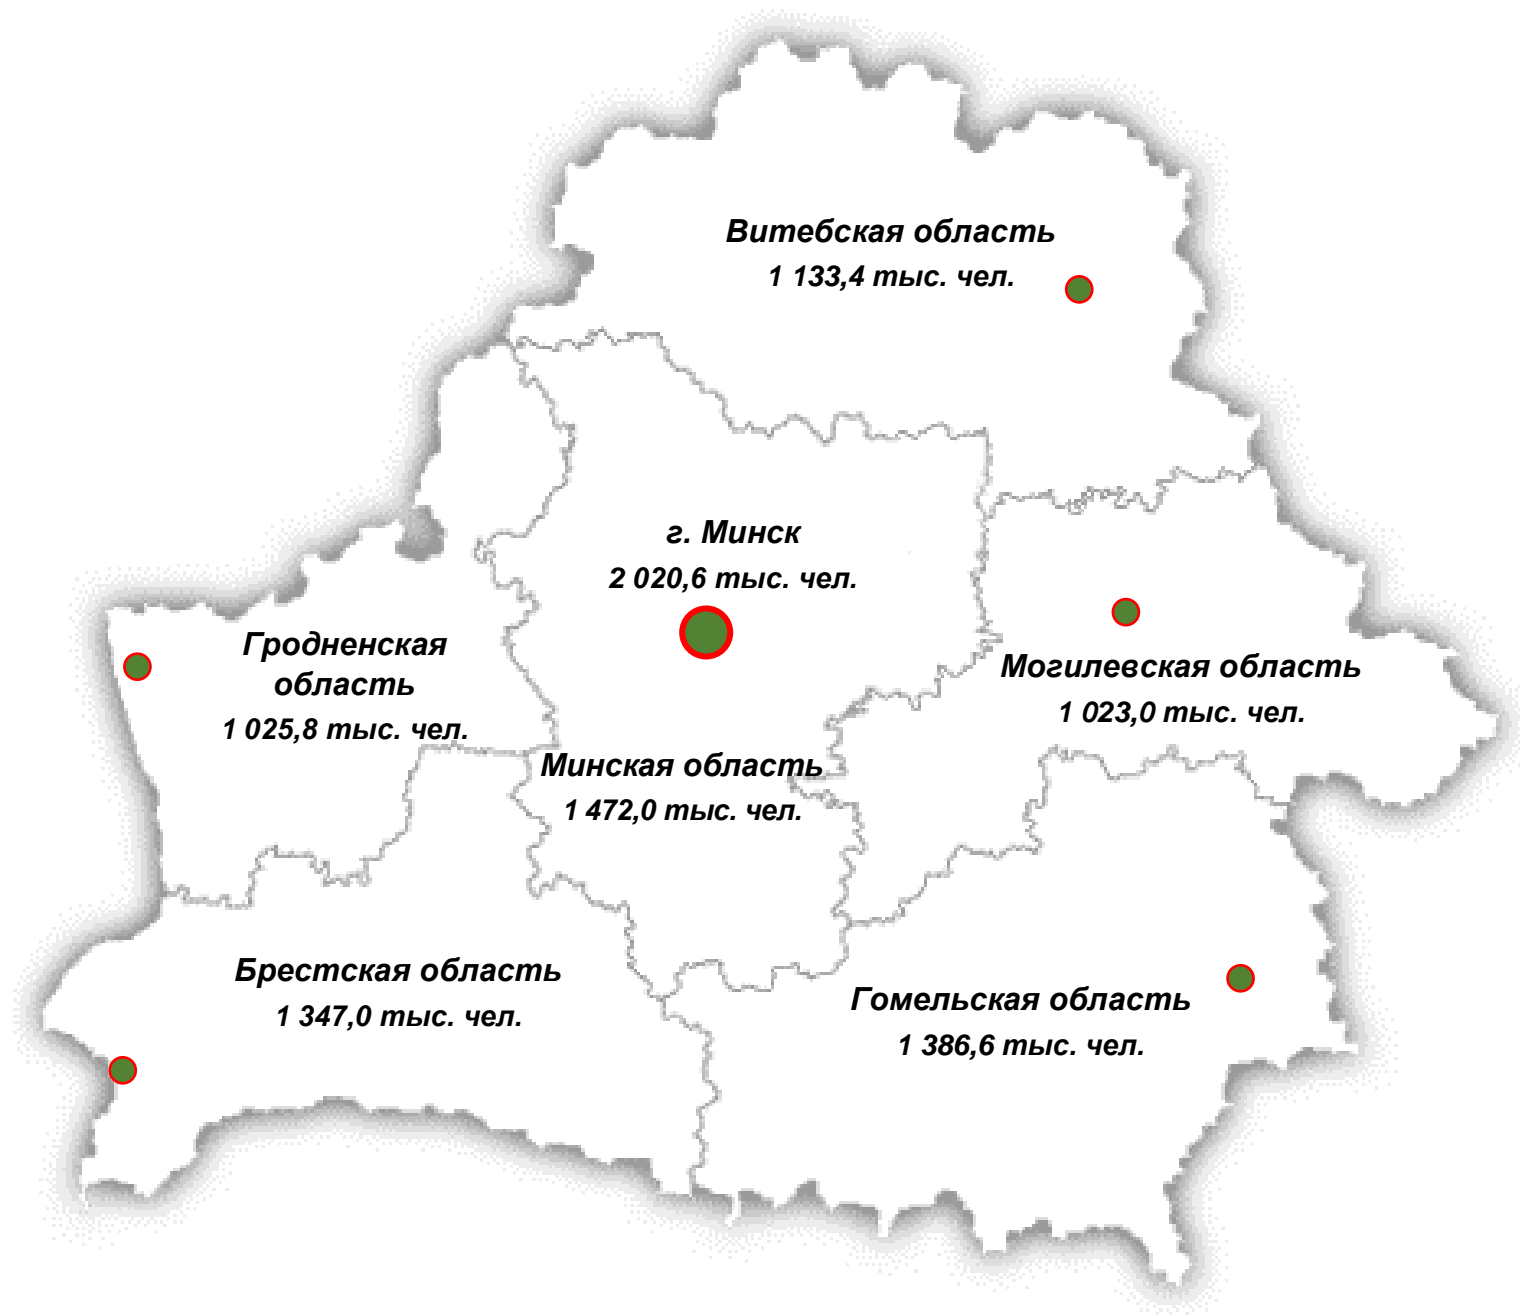 Витебская область
1 133,4 тыс. чел.
г. Минск
2 020,6 тыс. чел.
Гродненская
область
1 025,8 тыс. чел.
Могилевская область
1 023,0 тыс. чел.
Минская область
1 472,0 тыс. чел.
Брестская область
1 347,0 тыс. чел.
Гомельская область
1 386,6 тыс. чел.